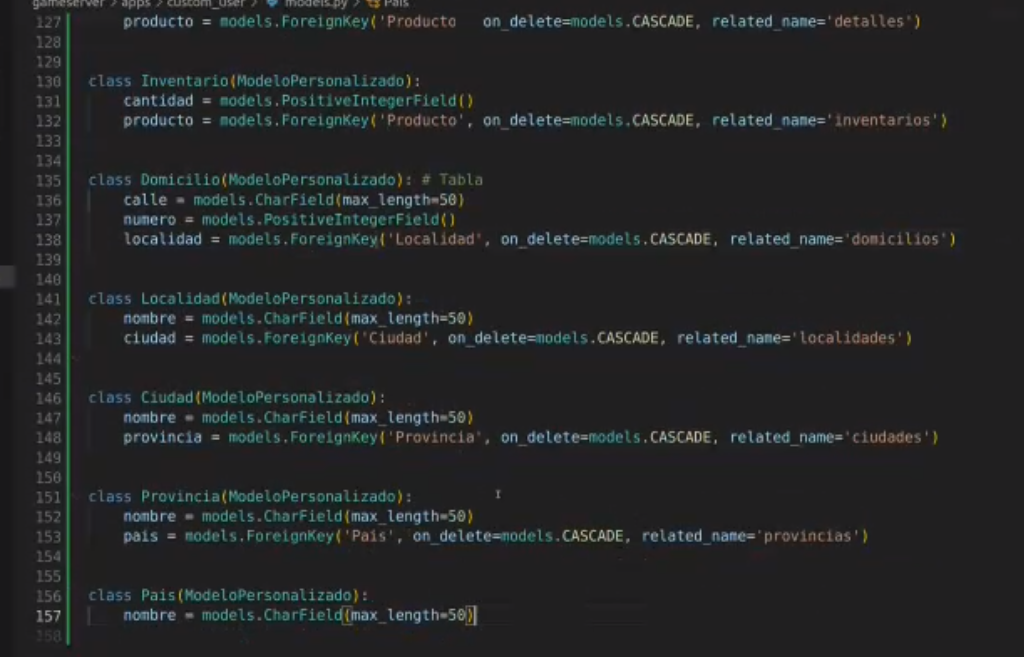 gameserver > apps > custom_user > models.py > Pais
127 producto = models.ForeignKey('Producto on_delete=models.CASCADE, related_name='detalles')
128
129
130 class Inventario(ModeloPersonalizado):
131 cantidad = models.PositiveIntegerField()
132 producto = models.ForeignKey('Producto', on_delete=models.CASCADE, related_name='inventarios')
133
134
135 class Domicilio(ModeloPersonalizado): # Tabla
136 calle = models.CharField(max_length=50)
137 numero = models.PositiveIntegerField()
138 localidad = models.ForeignKey('Localidad', on_delete=models.CASCADE, related_name='domicilios')
139
140
141 class Localidad(ModeloPersonalizado):
142 nombre = models.CharField(max_length=50)
143 ciudad = models.ForeignKey('Ciudad', on_delete=models.CASCADE, related_name='localidades')
144
145
146 class Ciudad(ModeloPersonalizado):
147 nombre = models.CharField(max_length=50)
148 provincia = models.ForeignKey('Provincia', on_delete=models.CASCADE, related_name='ciudades')
149
150
151 class Provincia(ModeloPersonalizado):
152 nombre = models.CharField(max_length=50)
153 pais = models.ForeignKey('Pais', on_delete=models.CASCADE, related_name='provincias')
154
155
156 class Pais(ModeloPersonalizado):
157 nombre = models.CharField(max_length=50)
158